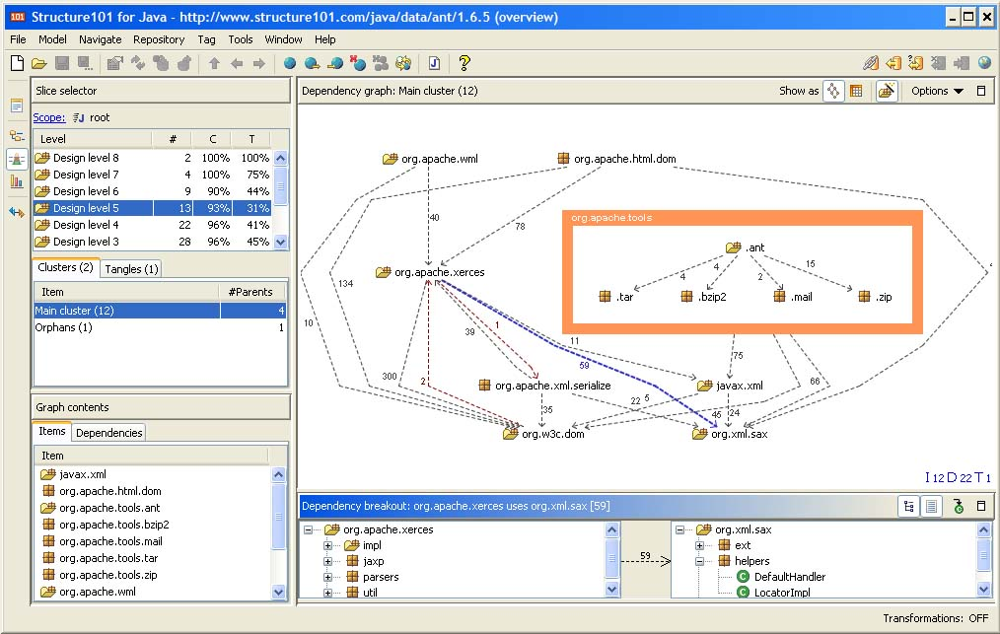 101 Structure101 for Java - http://www.structure101.com/java/data/ant/1.6.5 (overview)
File Model Navigate Repository Tag Tools Window Help
Slice selector
Scope: root
Level # C T
Design level 8 2 100% 100%
Design level 7 4 100% 75%
Design level 6 9 90% 44%
Design level 5 13 93% 31%
Design level 4 22 96% 41%
Design level 3 28 96% 45%
Clusters (2) Tangles (1)
Item #Parents
Main cluster (12) 4
Orphans (1) 1
Graph contents
Items Dependencies
Item
javax.xml
org.apache.html.dom
org.apache.tools.ant
org.apache.tools.bzip2
org.apache.tools.mail
org.apache.tools.tar
org.apache.tools.zip
org.apache.wml
Dependency graph: Main cluster (12) Show as Options
org.apache.wml org.apache.html.dom
40
78
org.apache.tools
.ant
4 4 2 15
.tar .bzip2 .mail .zip
org.apache.xerces
4
134
10
300
2
39
1
11
59
75
66
org.apache.xml.serialize javax.xml
35
22 5
45 24
org.w3c.dom org.xml.sax
I 12 D 22 T 1
Dependency breakout: org.apache.xerces uses org.xml.sax [59]
org.apache.xerces
impl
jaxp
parsers
util
59
org.xml.sax
ext
helpers
C DefaultHandler
C LocatorImpl
Transformations: OFF